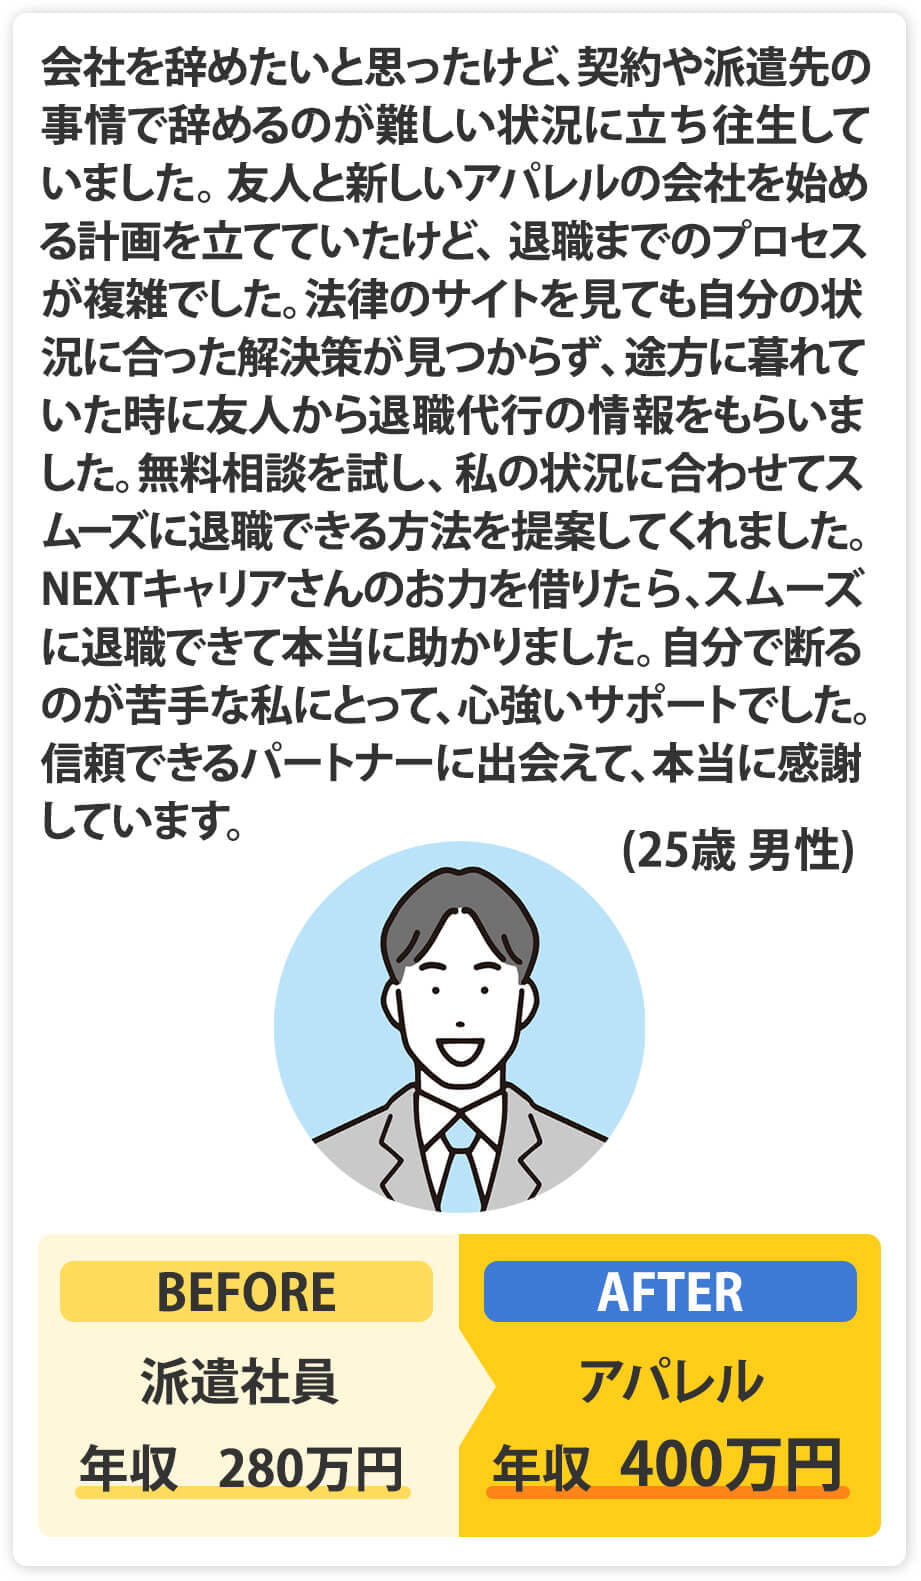 会社を辞めたいと思ったけど、契約や派遣先の
事情で辞めるのが難しい状況に立ち往生して
いました。友人と新しいアパレルの会社を始め
る計画を立てていたけど、退職までのプロセス
が複雑でした。法律のサイトを見ても自分の状
況に合った解決策が見つからず、途方に暮れて
いた時に友人から退職代行の情報をもらいま
した。無料相談を試し、私の状況に合わせてス
ムーズに退職できる方法を提案してくれました。
NEXTキャリアさんのお力を借りたら、スムーズ
に退職できて本当に助かりました。自分で断る
のが苦手な私にとって、心強いサポートでした。
信頼できるパートナーに出会えて、本当に感謝
しています。
(25歳 男性)
BEFORE
派遣社員
年収 280万円
AFTER
アパレル
年収 400万円